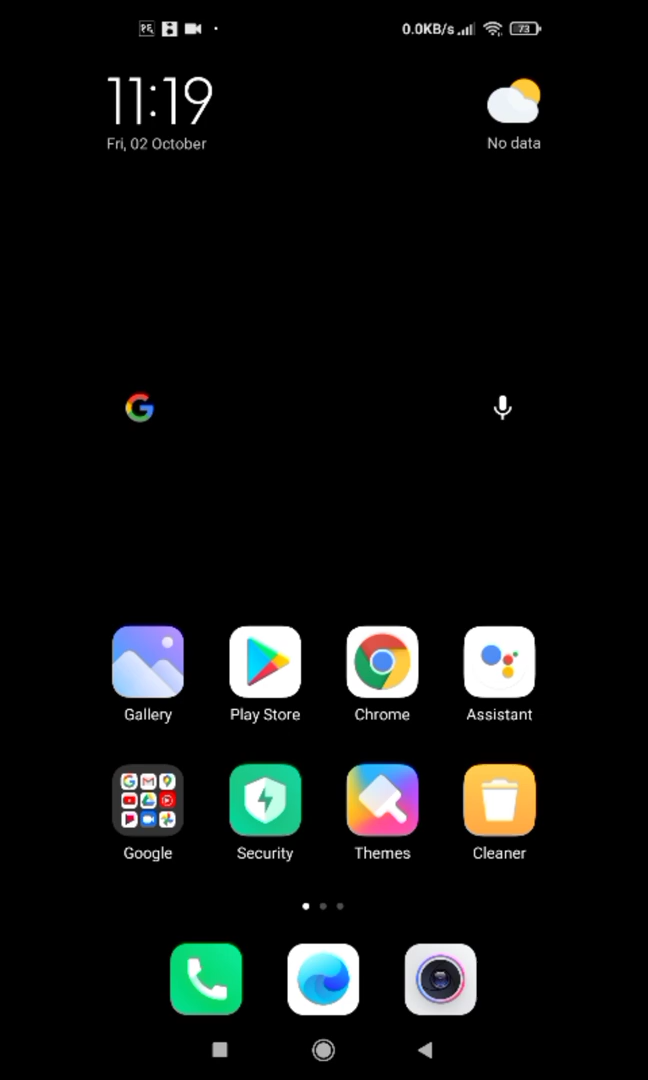 0.0KB/s 73
11:19
Fri, 02 October
No data
Gallery Play Store Chrome Assistant
Google Security Themes Cleaner